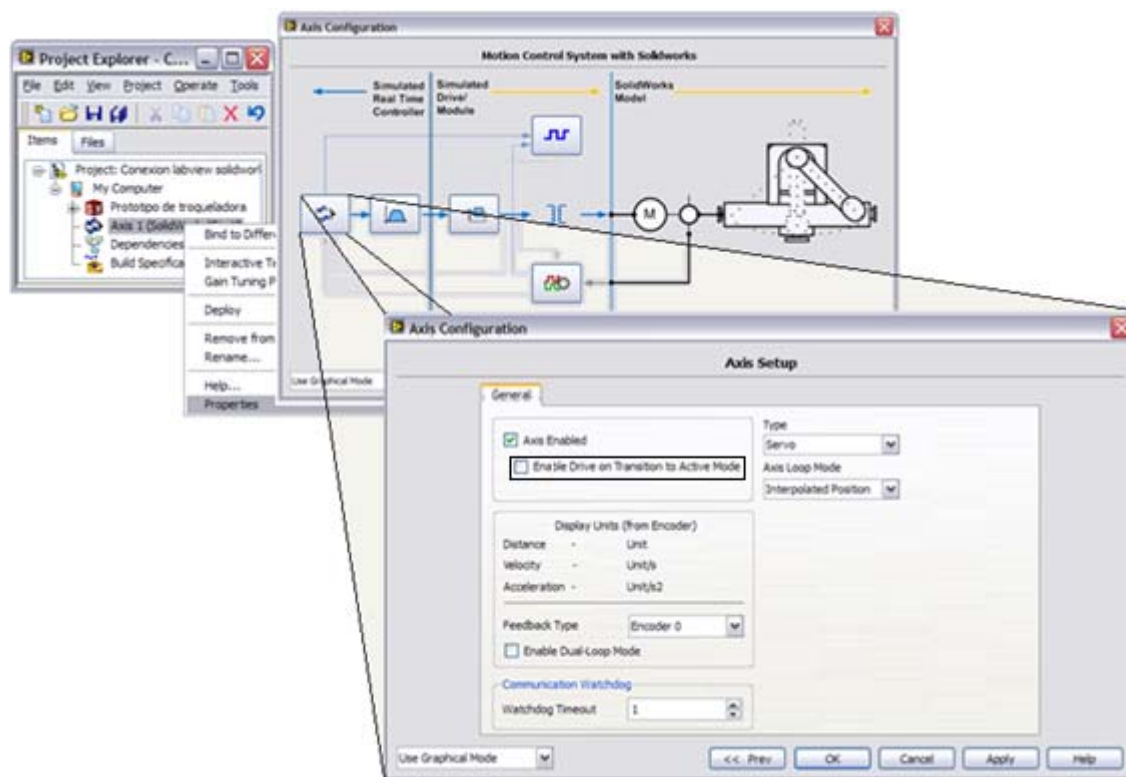 Project Explorer - C...
File Edit View Project Operate Tools
Items Files
Project: Conexion labview solidworl
My Computer
Prototpo de troqueladora
Axis 1 (SolidW
Dependencies
Build Specifica
Bind to Differ
Interactive Te
Gain Tuning P
Deploy
Remove from
Rename...
Help...
Properties
Axis Configuration
Motion Control System with Solidworks
Simulated
Real Time
Controller
Simulated
Drive/
Module
SolidWorks
Model
M
Use Graphical Mode
Axis Configuration
Axis Setup
General
Axis Enabled
Enable Drive on Transition to Active Mode
Type
Servo
Axis Loop Mode
Interpolated Position
Display Units (from Encoder)
Distance - Unit
Velocity - Unit/s
Acceleration - Unit/s2
Feedback Type Encoder 0
Enable Dual-Loop Mode
Communication Watchdog
Watchdog Timeout 1
Use Graphical Mode << Prev OK Cancel Apply Help